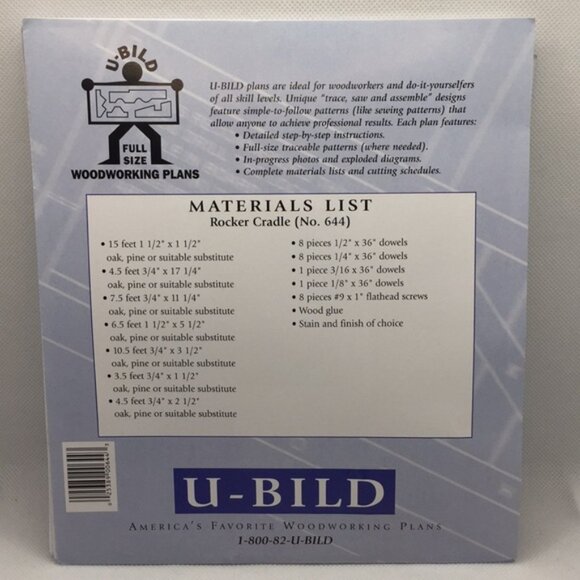 U-BILD
FULL
SIZE
WOODWORKING PLANS
U-BILD plans are ideal for woodworkers and do-it-yourselfers
of all skill levels. Unique "trace, saw and assemble" designs
feature simple-to-follow patterns (like sewing patterns) that
allow anyone to achieve professional results. Each plan features:
• Detailed step-by-step instructions.
• Full-size traceable patterns (where needed).
• In-progress photos and exploded diagrams.
• Complete materials lists and cutting schedules.
MATERIALS LIST
Rocker Cradle (No. 644)
• 15 feet 1 1/2" x 1 1/2"
oak, pine or suitable substitute
• 4.5 feet 3/4" x 17 1/4"
oak, pine or suitable substitute
• 7.5 feet 3/4" x 11 1/4"
oak, pine or suitable substitute
• 6.5 feet 1 1/2" x 5 1/2"
oak, pine or suitable substitute
• 10.5 feet 3/4" x 3 1/2"
oak, pine or suitable substitute
• 3.5 feet 3/4" x 1 1/2"
oak, pine or suitable substitute
• 4.5 feet 3/4" x 2 1/2"
oak, pine or suitable substitute
• 8 pieces 1/2" x 36" dowels
• 8 pieces 1/4" x 36" dowels
• 1 piece 3/16 x 36" dowels
• 1 piece 1/8" x 36" dowels
• 8 pieces #9 x 1" flathead screws
• Wood glue
• Stain and finish of choice
U-BILD
AMERICA'S FAVORITE WOODWORKING PLANS
1-800-82-U-BILD